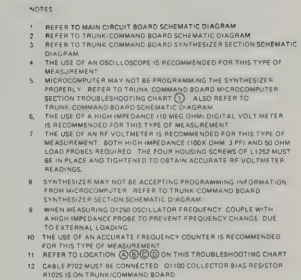 NOTES
1 REFER TO MAIN CIRCUIT BOARD SCHEMATIC DIAGRAM
2 REFER TO TRUNK/COMMAND BOARD SCHEMATIC DIAGRAM
3 REFER TO TRUNK/COMMAND BOARD SYNTHESIZER SECTION SCHEMATIC
DIAGRAM
4 THE USE OF AN OSCILLOSCOPE IS RECOMMENDED FOR THIS TYPE OF
MEASUREMENT
5. MICROCOMPUTER MAY NOT BE PROGRAMMING THE SYNTHESIZER
PROPERLY REFER TO TRUNK/COMMAND BOARD MICROCOMPUTER
SECTION TROUBLESHOOTING CHART (1) ALSO REFER TO
TRUNK COMMAND BOARD SCHEMATIC DIAGRAM
6. THE USE OF A HIGH IMPEDANCE (10 MEG OHM) DIGITAL VOLT METER
IS RECOMMENDED FOR THIS TYPE OF MEASUREMENT
7 THE USE OF AN RF VOLTMETER IS RECOMMENDED FOR THIS TYPE OF
MEASUREMENT BOTH HIGH IMPEDANCE (100K OHM 3 PF) AND 50 OHM
LOAD PROBES REQUIRED THE FOUR HOUSING SCREWS OF L1252 MUST
BE IN PLACE AND TIGHTENED TO OBTAIN ACCURATE RF VOLTMETER
READINGS.
8 SYNTHESIZER MAY NOT BE ACCEPTING PROGRAMMING INFORMATION
FROM MICROCOMPUTER REFER TO TRUNK/COMMAND BOARD
SYNTHESIZER SECTION SCHEMATIC DIAGRAM
9 WHEN MEASURING Q1250 OSCILLATOR FREQUENCY COUPLE WITH
A HIGH IMPEDANCE PROBE TO PREVENT FREQUENCY CHANGE DUE
TO EXTERNAL LOADING
10 THE USE OF AN ACCURATE FREQUENCY COUNTER IS RECOMMENDED
FOR THIS TYPE OF MEASUREMENT
11 REFER TO LOCATION (A)(B)(C)(D) IN THIS TROUBLESHOOTING CHART
12 CABLE P702 MUST BE CONNECTED Q1100 COLLECTOR BIAS RESISTOR
R1025 IS ON TRUNK/COMMAND BOARD